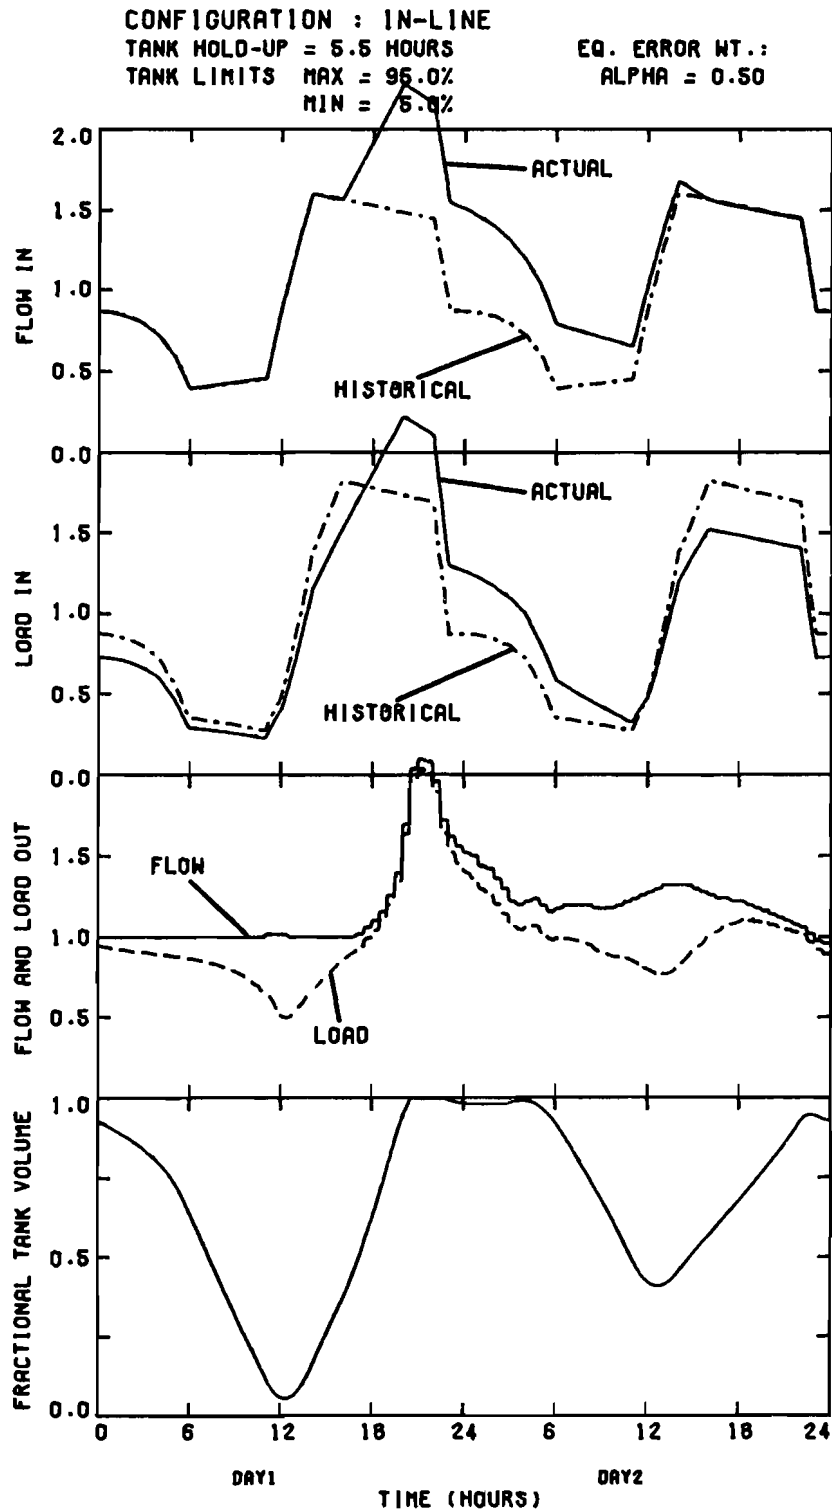 CONFIGURATION : IN-LINE
TANK HOLD-UP = 5.5 HOURS
EQ. ERROR WT.:
TANK LIMITS MAX = 95.0%
ALPHA = 0.50
MIN = 5.0%
FLOW IN
2.0
1.5
1.0
0.5
0.0
ACTUAL
HISTORICAL
LOAD IN
1.5
1.0
0.5
0.0
ACTUAL
HISTORICAL
FLOW AND LOAD OUT
1.5
1.0
0.5
FLOW
LOAD
FRACTIONAL TANK VOLUME
1.0
0.5
0.0
0 6 12 18 24 6 12 18 24
DAY1 DAY2
TIME (HOURS)